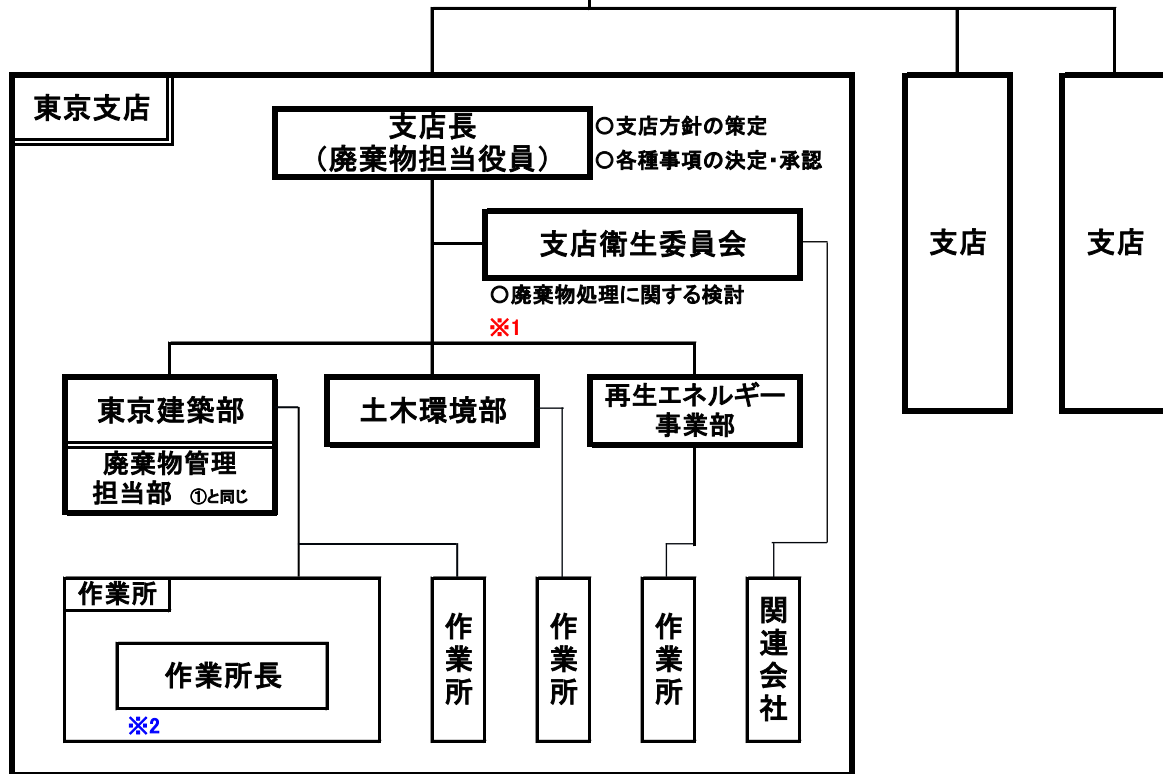 東京支店
支店長
（廃棄物担当役員）
○支店方針の策定
○各種事項の決定・承認
支店衛生委員会
○廃棄物処理に関する検討
※1
東京建築部
廃棄物管理
担当部 ①と同じ
土木環境部
再生エネルギー
事業部
作業所
作業所長
※2
作業所
作業所
作業所
関連会社
支店
支店